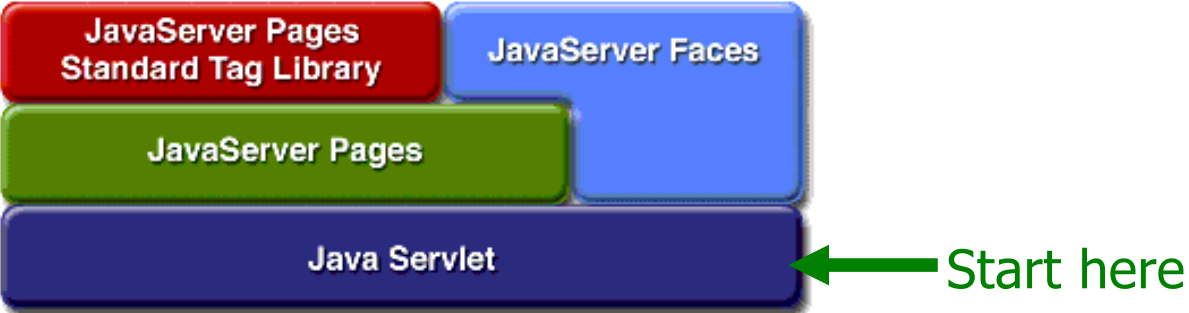 JavaServer Pages
Standard Tag Library
JavaServer Faces
JavaServer Pages
Java Servlet
Start here